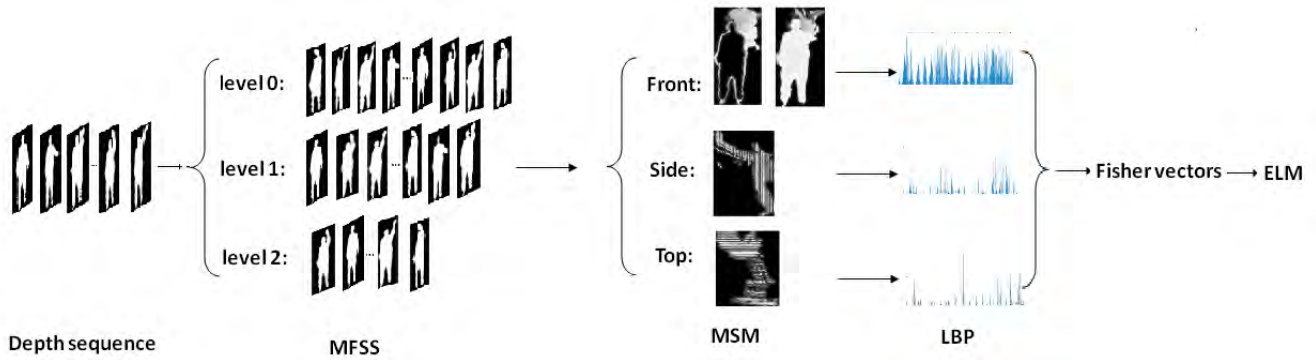 level 0:
level 1:
level 2:
Front:
Side:
Top:
Fisher vectors
ELM
Depth sequence
MFSS
MSM
LBP